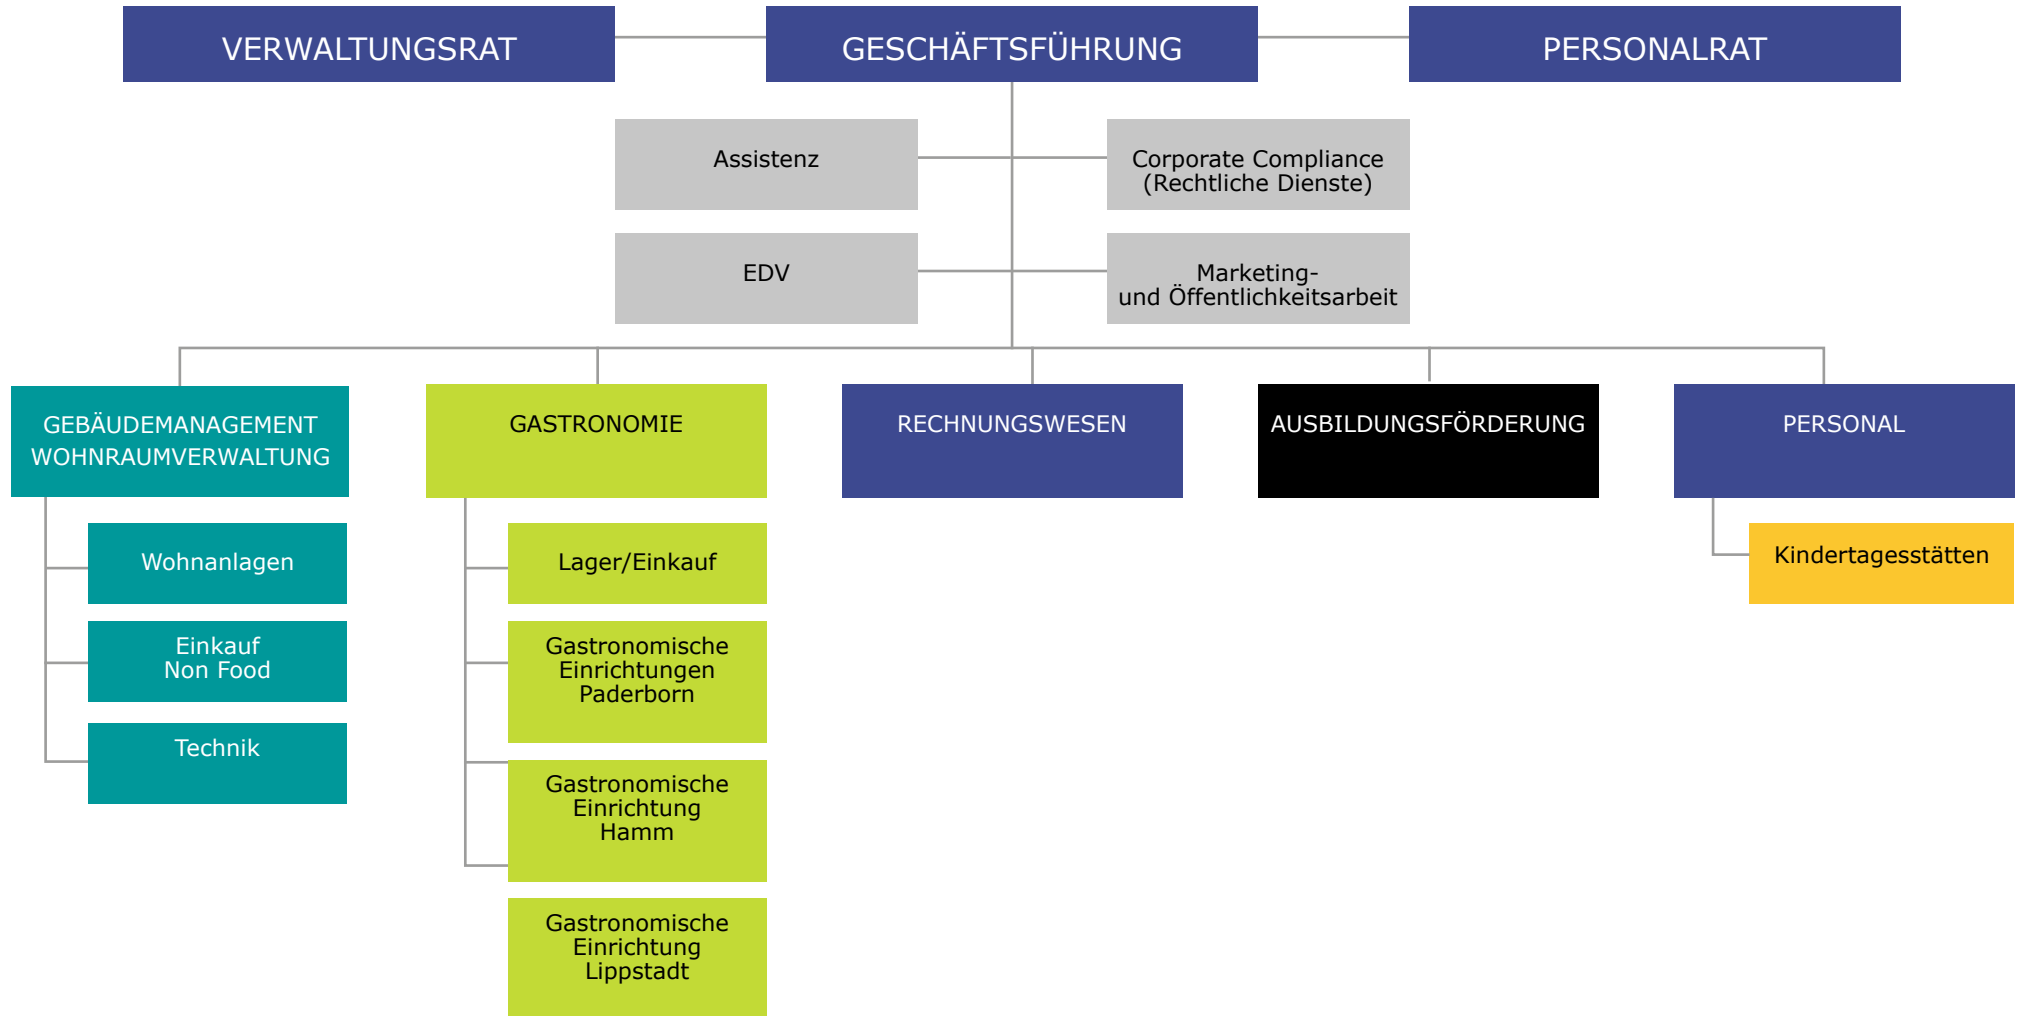 VERWALTUNGSRAT
GESCHÄFTSFÜHRUNG
PERSONALRAT
Assistenz
Corporate Compliance
(Rechtliche Dienste)
EDV
Marketing-
und Öffentlichkeitsarbeit
GEBÄUDEMANAGEMENT
WOHNRAUMVERWALTUNG
GASTRONOMIE
RECHNUNGSWESEN
AUSBILDUNGSFÖRDERUNG
PERSONAL
Wohnanlagen
Einkauf
Non Food
Technik
Lager/Einkauf
Gastronomische
Einrichtungen
Paderborn
Gastronomische
Einrichtung
Hamm
Gastronomische
Einrichtung
Lippstadt
Kindertagesstätten